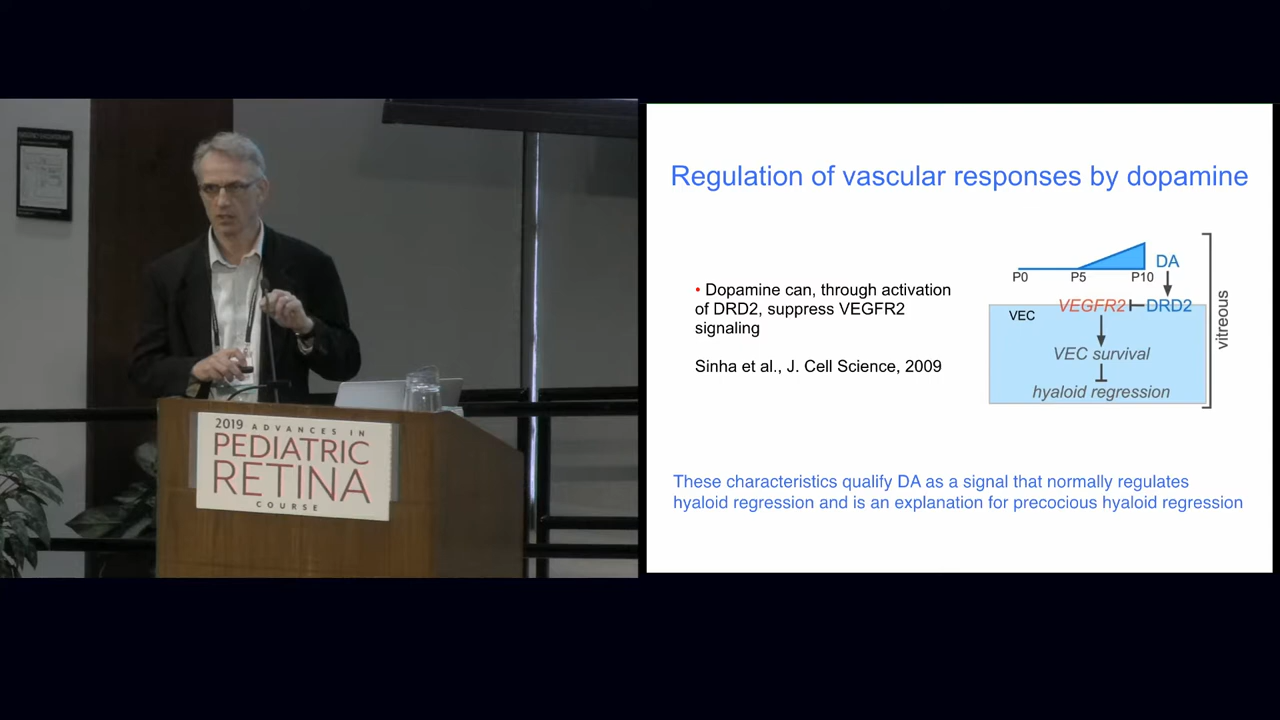 2019 ADVANCES IN
PEDIATRIC
RETINA
COURSE
Regulation of vascular responses by dopamine
• Dopamine can, through activation
of DRD2, suppress VEGFR2
signaling
Sinha et al., J. Cell Science, 2009
DA
P0 P5 P10
VEGFR2 DRD2
VEC
VEC survival
hyaloid regression
vitreous
These characteristics qualify DA as a signal that normally regulates
hyaloid regression and is an explanation for precocious hyaloid regression